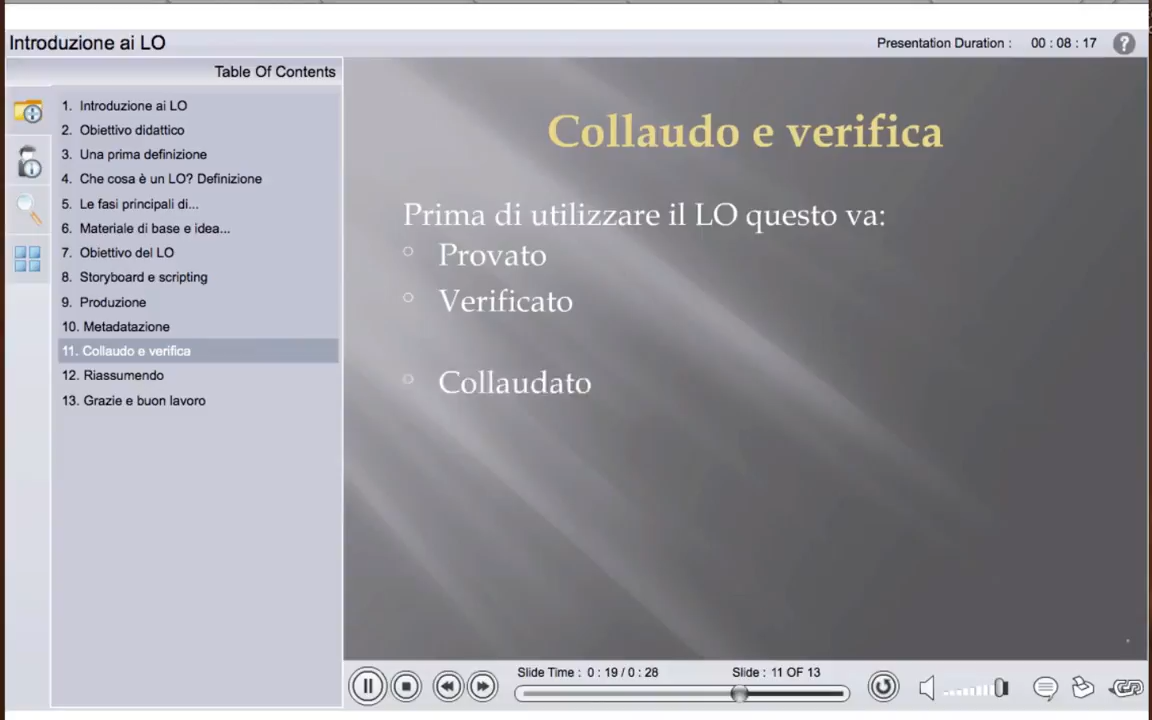 Introduzione ai LO
Presentation Duration : 00 : 08 : 17
?
Table Of Contents
1. Introduzione ai LO
2. Obiettivo didattico
3. Una prima definizione
4. Che cosa è un LO? Definizione
5. Le fasi principali di...
6. Materiale di base e idea...
7. Obiettivo del LO
8. Storyboard e scripting
9. Produzione
10. Metadatazione
11. Collaudo e verifica
12. Riassumendo
13. Grazie e buon lavoro
Collaudo e verifica
Prima di utilizzare il LO questo va:
Provato
Verificato
Collaudato
Slide Time : 0 : 19 / 0 : 28
Slide : 11 OF 13